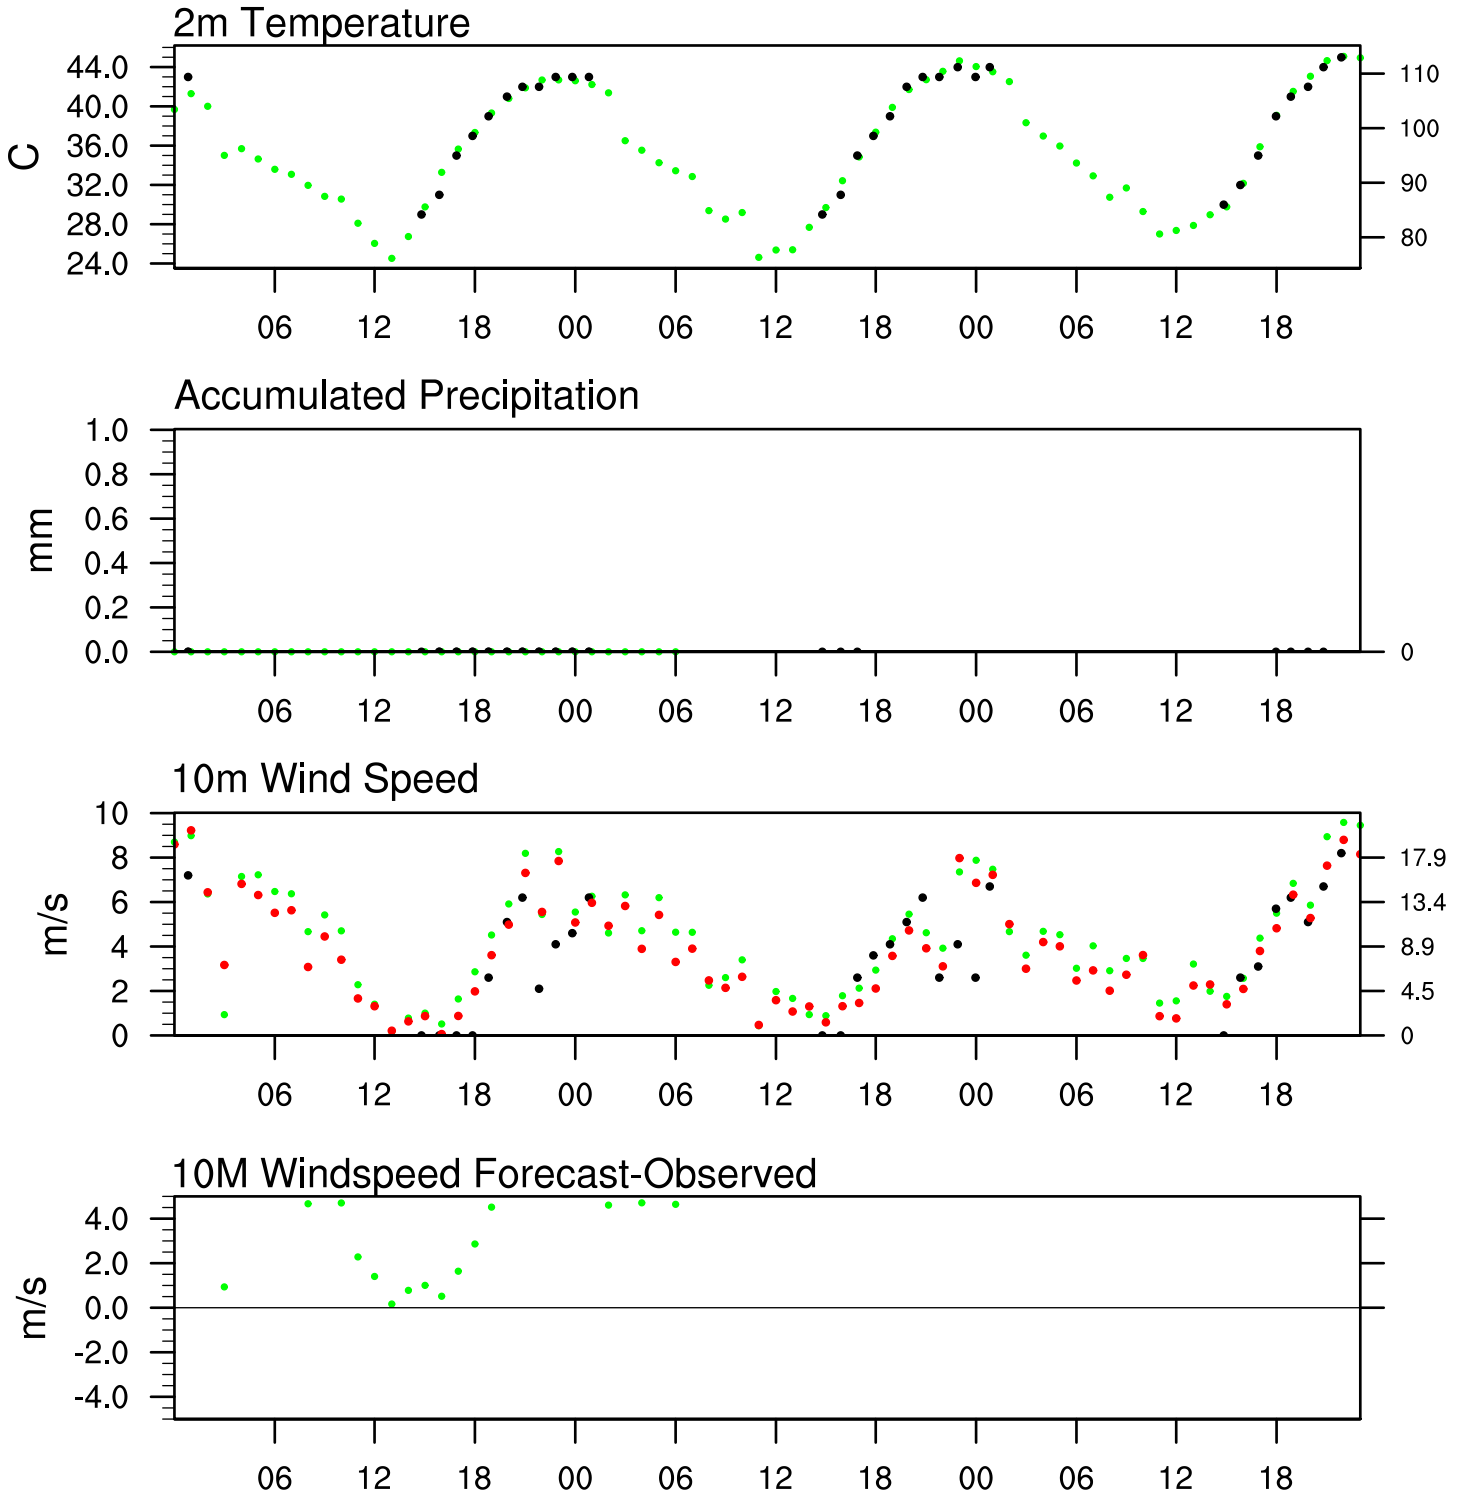 2m Temperature
44.0
40.0
36.0
32.0
28.0
24.0
C
110
100
90
80
06 12 18 00 06 12 18 00 06 12 18
Accumulated Precipitation
1.0
0.8
0.6
0.4
0.2
0.0
mm
0
06 12 18 00 06 12 18 00 06 12 18
10m Wind Speed
10
8
6
4
2
0
m/s
17.9
13.4
8.9
4.5
0
06 12 18 00 06 12 18 00 06 12 18
10M Windspeed Forecast-Observed
4.0
2.0
0.0
-2.0
-4.0
m/s
06 12 18 00 06 12 18 00 06 12 18